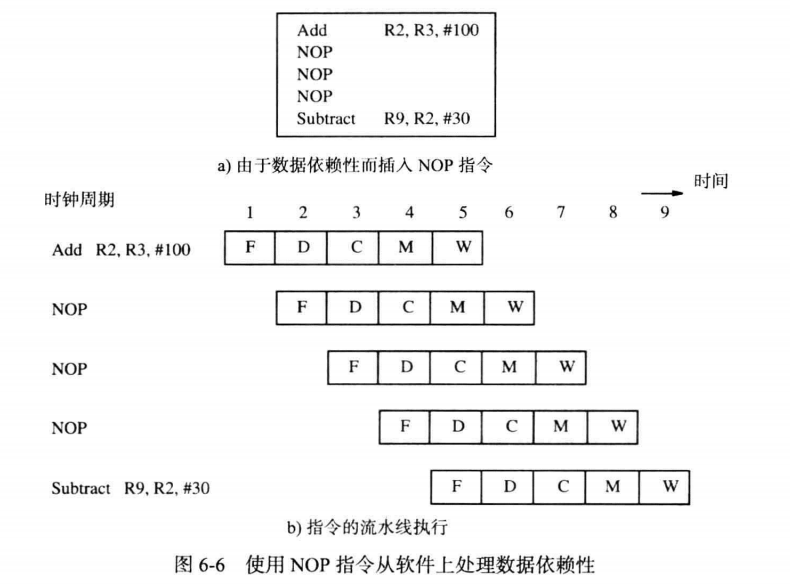 Add R2, R3, #100
NOP
NOP
NOP
Subtract R9, R2, #30
a) 由于数据依赖性而插入 NOP 指令
时间
时钟周期
1 2 3 4 5 6 7 8 9
Add R2, R3, #100 F D C M W
NOP F D C M W
NOP F D C M W
NOP F D C M W
Subtract R9, R2, #30 F D C M W
b) 指令的流水线执行
图 6-6 使用 NOP 指令从软件上处理数据依赖性